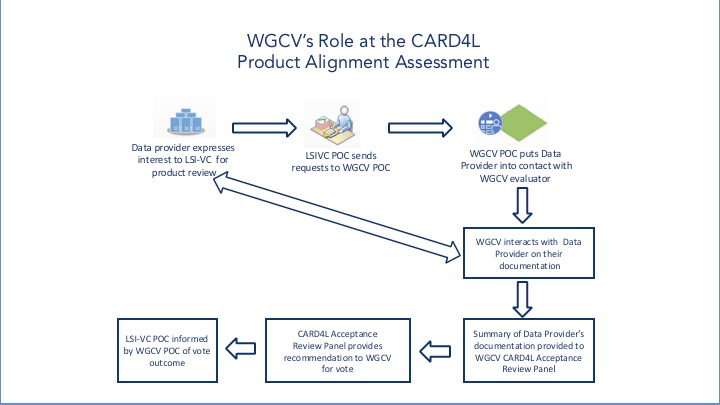 WGCV's Role at the CARD4L
Product Alignment Assessment
Data provider expresses
interest to LSI-VC for
product review
LSIVC POC sends
requests to WGCV POC
WGCV POC puts Data
Provider into contact with
WGCV evaluator
WGCV interacts with Data
Provider on their
documentation
LSI-VC POC informed
by WGCV POC of vote
outcome
CARD4L Acceptance
Review Panel provides
recommendation to WGCV
for vote
Summary of Data Provider's
documentation provided to
WGCV CARD4L Acceptance
Review Panel